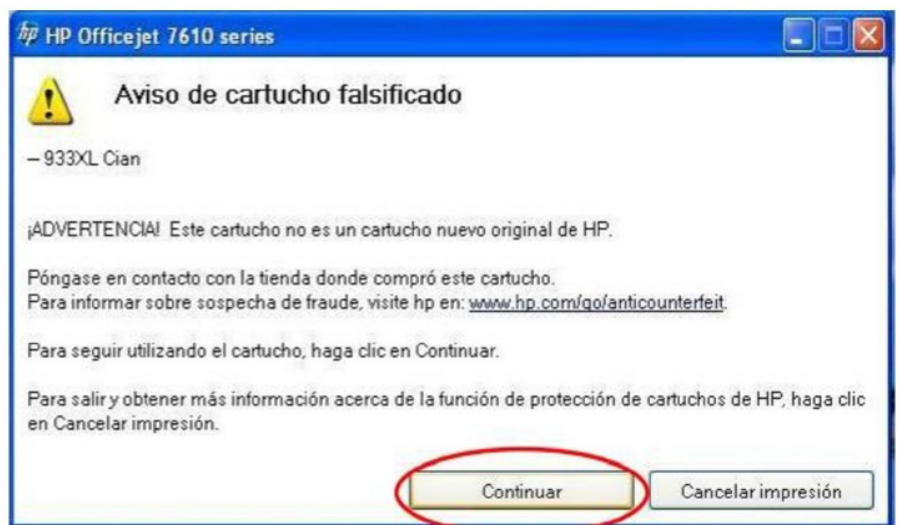 hp HP Officejet 7610 series
Aviso de cartucho falsificado
– 933XL Cian
¡ADVERTENCIA! Este cartucho no es un cartucho nuevo original de HP.
Póngase en contacto con la tienda donde compró este cartucho.
Para informar sobre sospecha de fraude, visite hp en: www.hp.com/go/anticounterfeit.
Para seguir utilizando el cartucho, haga clic en Continuar.
Para salir y obtener más información acerca de la función de protección de cartuchos de HP, haga clic
en Cancelar impresión.
Continuar Cancelar impresión